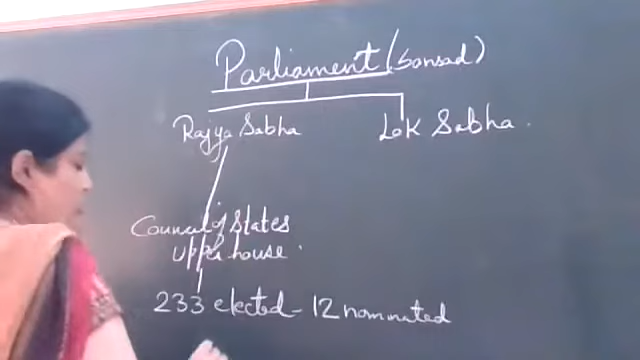 Parliament (Sansad)
Rajya Sabha
Lok Sabha.
Council of States
Upper house.
233 elected - 12 nominated